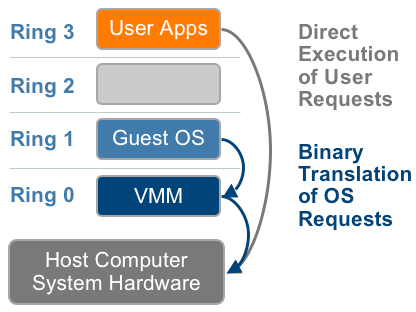 Ring 3
User Apps
Ring 2
Ring 1
Guest OS
Ring 0
VMM
Host Computer
System Hardware
Direct
Execution
of User
Requests
Binary
Translation
of OS
Requests